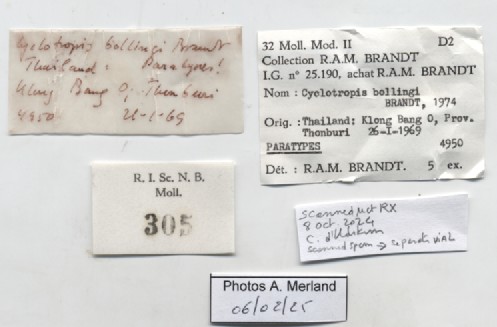 Cyclotropis bollingi Brandt
Thailand: Paratypes!
Klong Bang O, Thonburi
4950 26-1-69
32 Moll. Mod. II D2
Collection R.A.M. BRANDT
I.G. n° 25.190, achat R.A.M. BRANDT
Nom : Cyclotropis bollingi
BRANDT, 1974
Orig. : Thailand; Klong Bang O, Prov.
Thonburi 26-I-1969
PARATYPES 4950
Dét. : R.A.M. BRANDT. 5 ex.
R. I. Sc. N. B.
Moll.
305
scanned µct RX
8 oct. 2024
C. d'Udekem
scanned spm → separate vial
Photos A. Merland
06/02/25